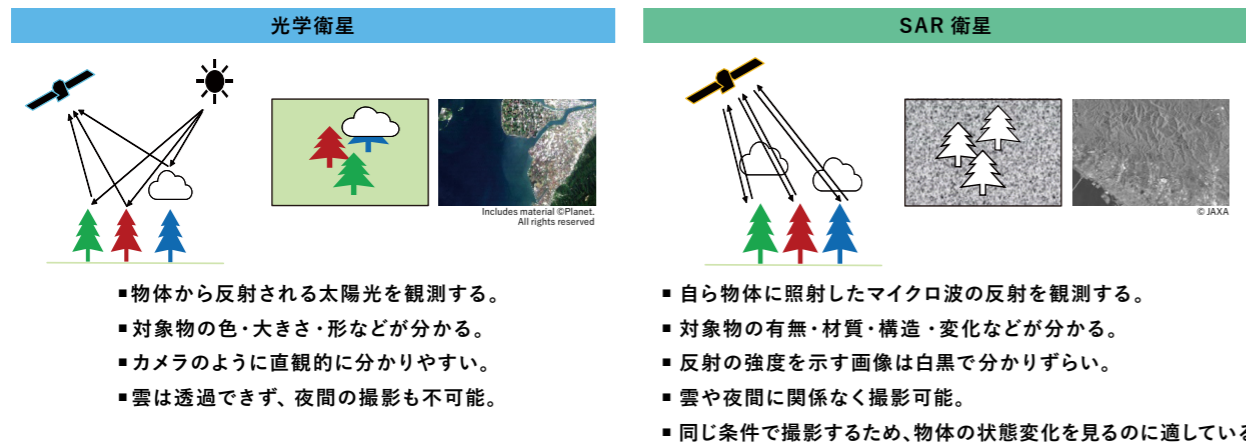 光学衛星
Includes material ©Planet.
All rights reserved
■物体から反射される太陽光を観測する。
■対象物の色・大きさ・形などが分かる。
■カメラのように直観的に分かりやすい。
■雲は透過できず、夜間の撮影も不可能。
SAR 衛星
© JAXA
■ 自ら物体に照射したマイクロ波の反射を観測する。
■ 対象物の有無・材質・構造・変化などが分かる。
■ 反射の強度を示す画像は白黒で分かりずらい。
■ 雲や夜間に関係なく撮影可能。
■ 同じ条件で撮影するため、物体の状態変化を見るのに適している